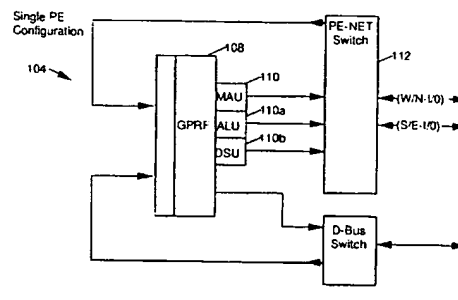 Single PE
Configuration
104
108
PE-NET
Switch
112
110
MAU
110a
GPRF
ALU
110b
DSU
(W/N-I/0)
(S/E-I/0)
D-Bus
Switch